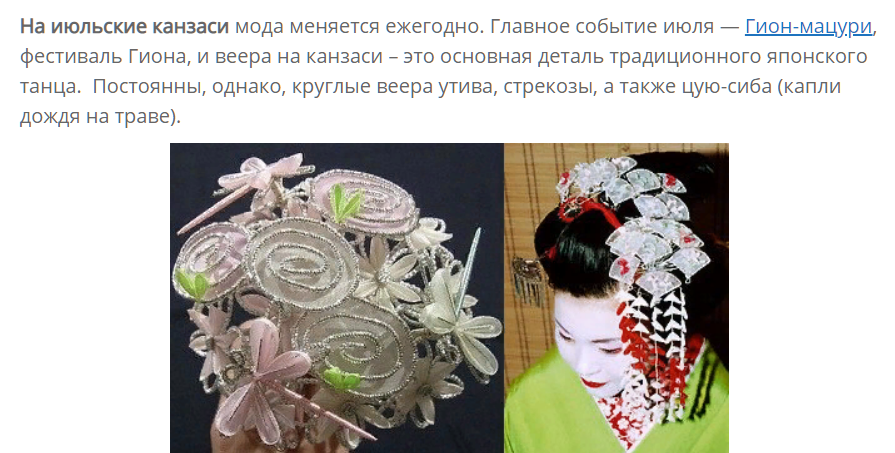 На июльские канзаси мода меняется ежегодно. Главное событие июля — Гион-мацури,
фестиваль Гиона, и веера на канзаси – это основная деталь традиционного японского
танца.  Постоянны, однако, круглые веера утива, стрекозы, а также цую-сиба (капли
дождя на траве).